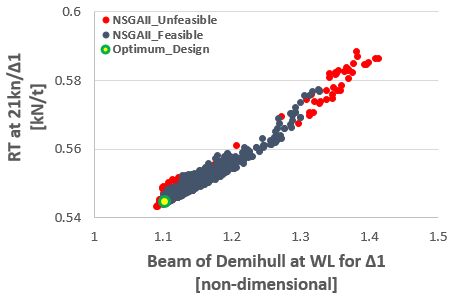 0.6
NSGAII_Unfeasible
NSGAII_Feasible
Optimum_Design
0.58
0.56
0.54
RT at 21kn/Δ1
[kN/t]
1
1.1
1.2
1.3
1.4
1.5
Beam of Demihull at WL for Δ1
[non-dimensional]